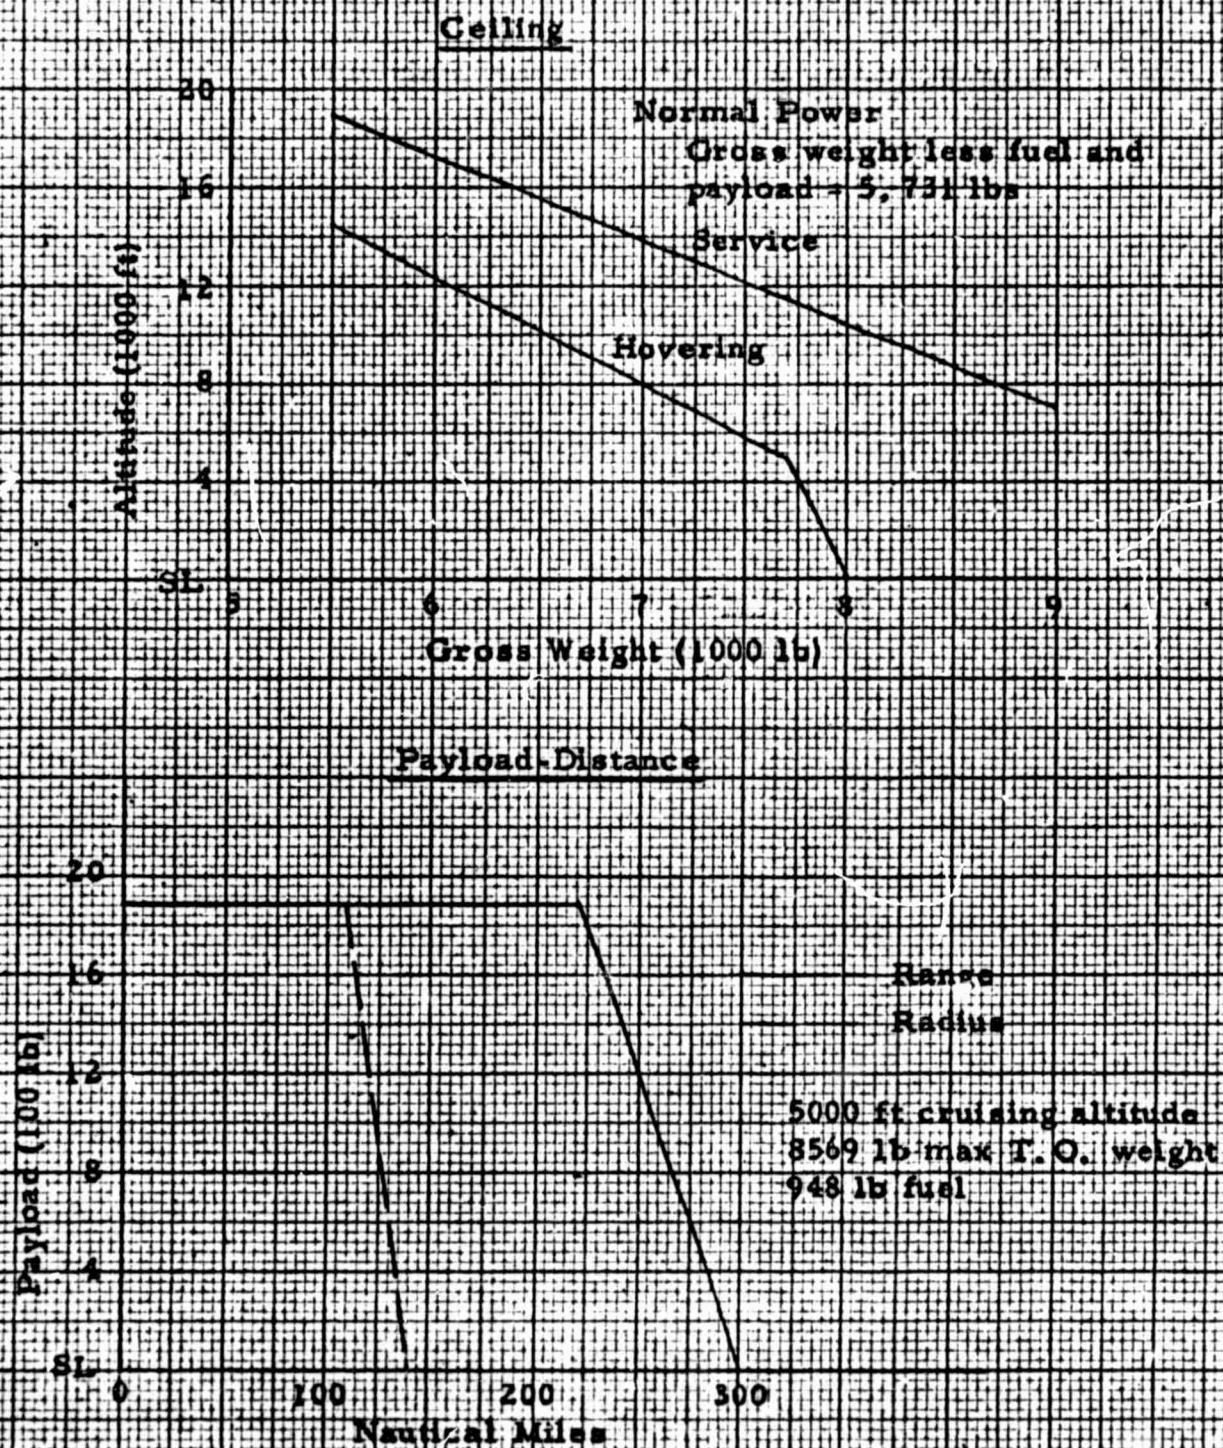 Ceiling
20
Normal Power
Gross weight less fuel and
16
payload = 5, 731 lbs
Service
12
Hovering
8
4
Altitude (1000 ft)
SL
5 6 7 8 9
Gross Weight (1000 lb)
Payload-Distance
20
16
Range
Radius
12
5000 ft cruising altitude
8569 lb max T.O. weight
8
948 lb fuel
4
Payload (100 lb)
SL
0 100 200 300
Nautical Miles